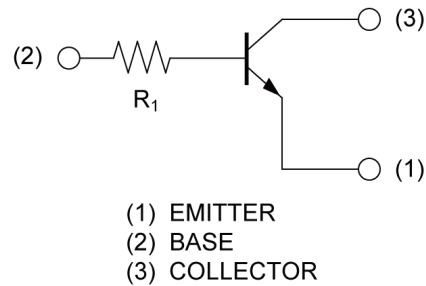 (3)
(2)
R1
(1)
(1) EMITTER
(2) BASE
(3) COLLECTOR